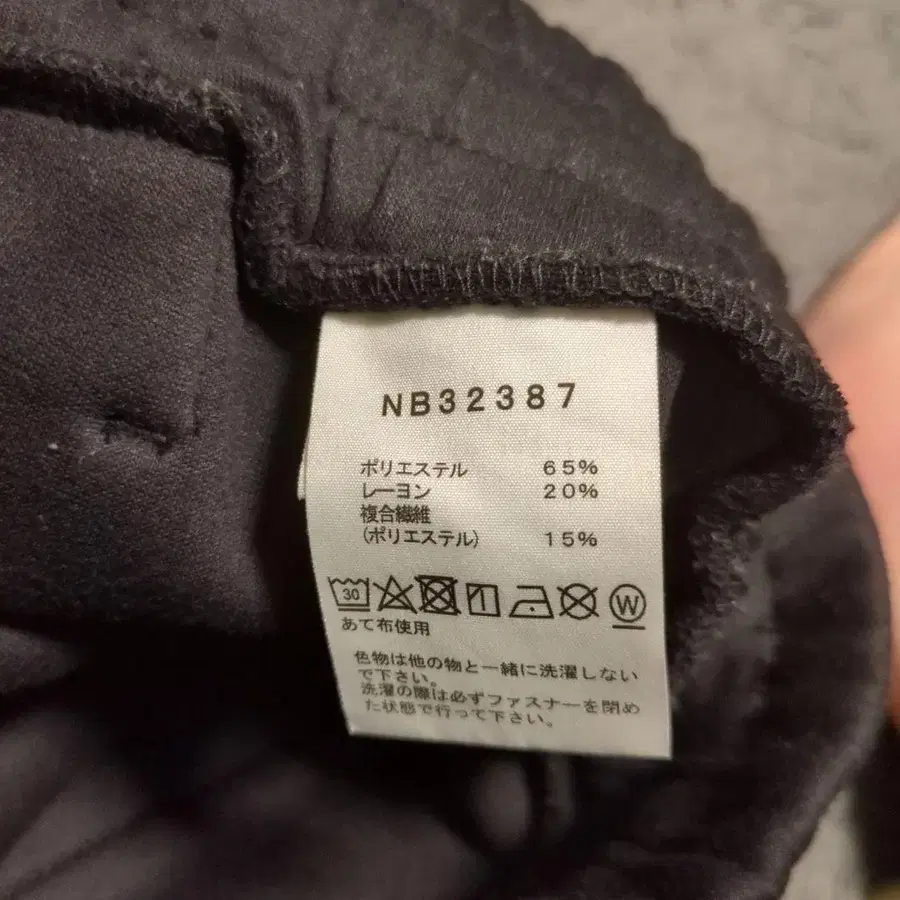 NB32387
ポリエステル 65%
レーヨン 20%
複合繊維
(ポリエステル) 15%
30 W
あて布使用
色物は他の物と一緒に洗濯しない
で下さい。
洗濯の際は必ずファスナーを閉め
た状態で行って下さい。